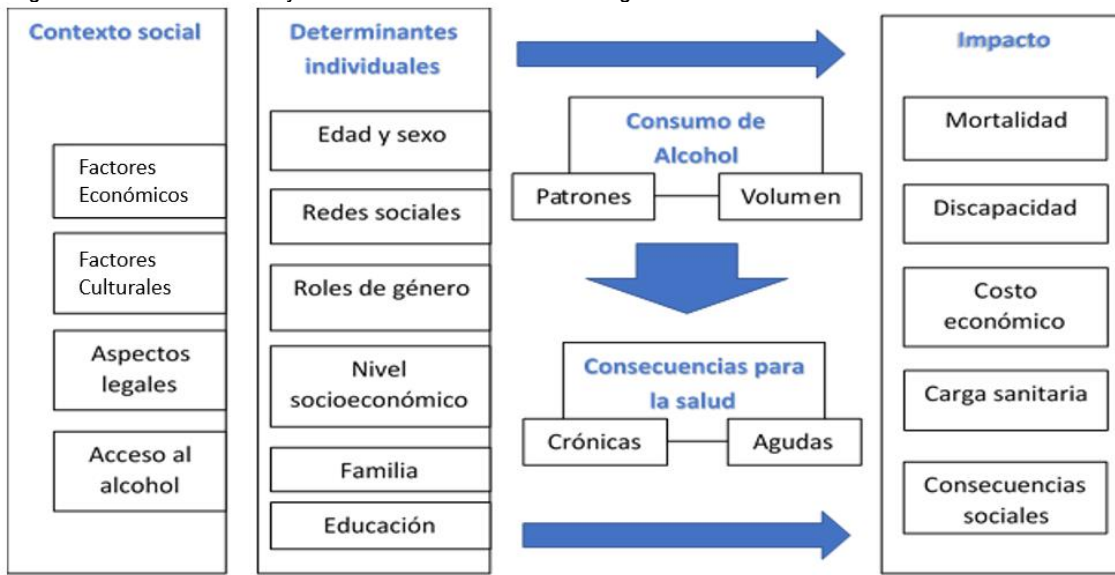 Contexto social
Factores
Económicos
Factores
Culturales
Aspectos
legales
Acceso al
alcohol
Determinantes
individuales
Edad y sexo
Redes sociales
Roles de género
Nivel
socioeconómico
Familia
Educación
Consumo de
Alcohol
Patrones
Volumen
Consecuencias para
la salud
Crónicas
Agudas
Impacto
Mortalidad
Discapacidad
Costo
económico
Carga sanitaria
Consecuencias
sociales